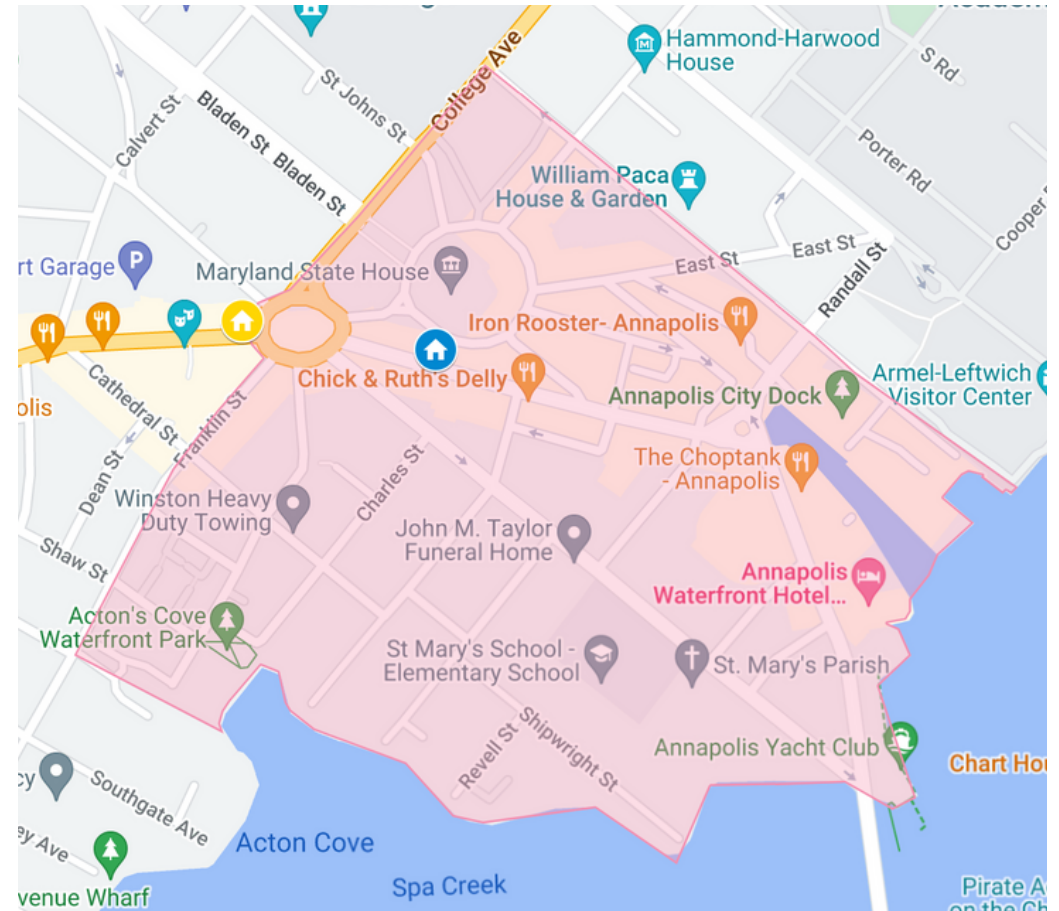 Hammond-Harwood
House
S Rd
College Ave
St Johns St
Calvert St
Bladen St
Bladen St
Porter Rd
William Paca
House & Garden
East St
East St
Randall St
rt Garage
P
Maryland State House
Iron Rooster- Annapolis
Chick & Ruth's Delly
Annapolis City Dock
Armel-Leftwich
Visitor Center
Cathedral St
olis
Franklin St
Dean St
Charles St
The Choptank
- Annapolis
Winston Heavy
Duty Towing
John M. Taylor
Funeral Home
Shaw St
Annapolis
Waterfront Hotel...
Acton's Cove
Waterfront Park
St Mary's School -
Elementary School
St. Mary's Parish
Revell St
Shipwright St
Annapolis Yacht Club
Chart Hou
cy
Southgate Ave
ey Ave
Acton Cove
Spa Creek
venue Wharf
Pirate A
on the Ch